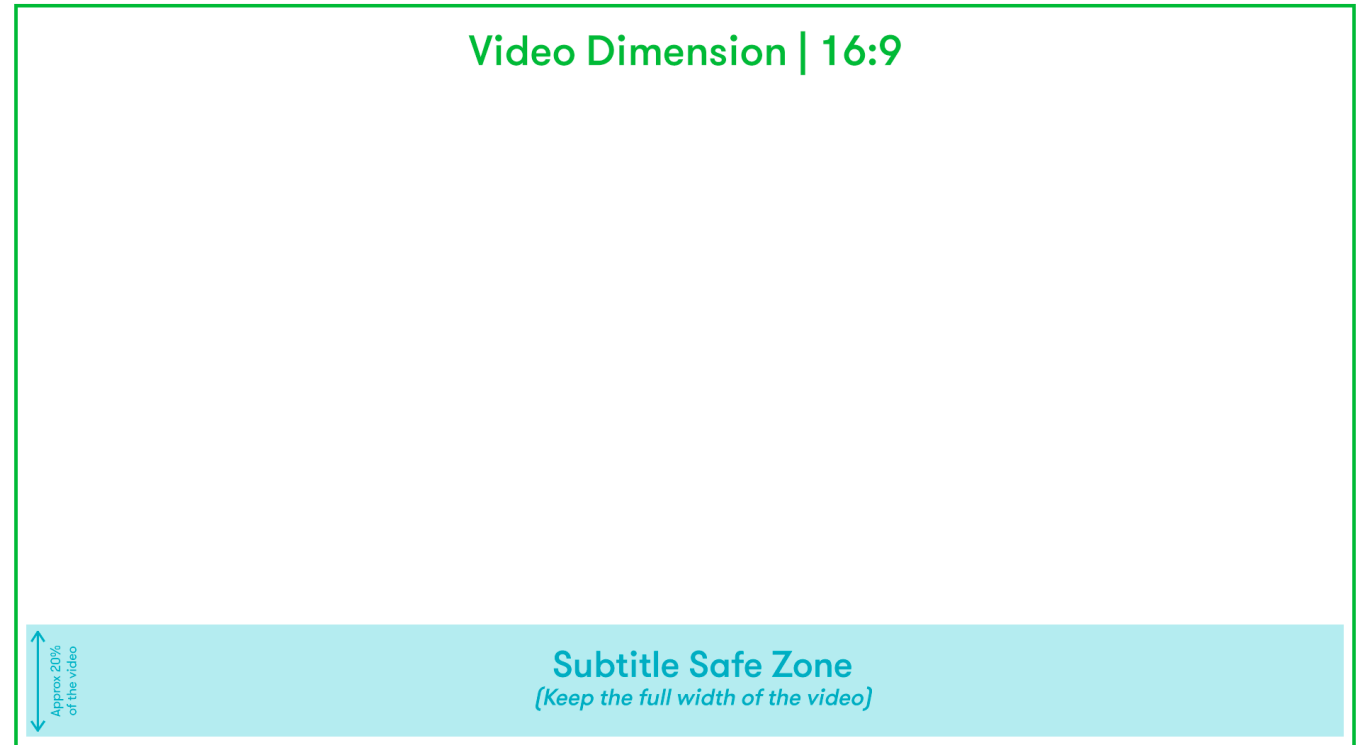 Video Dimension | 16:9
Approx 20%
of the video
Subtitle Safe Zone
(Keep the full width of the video)